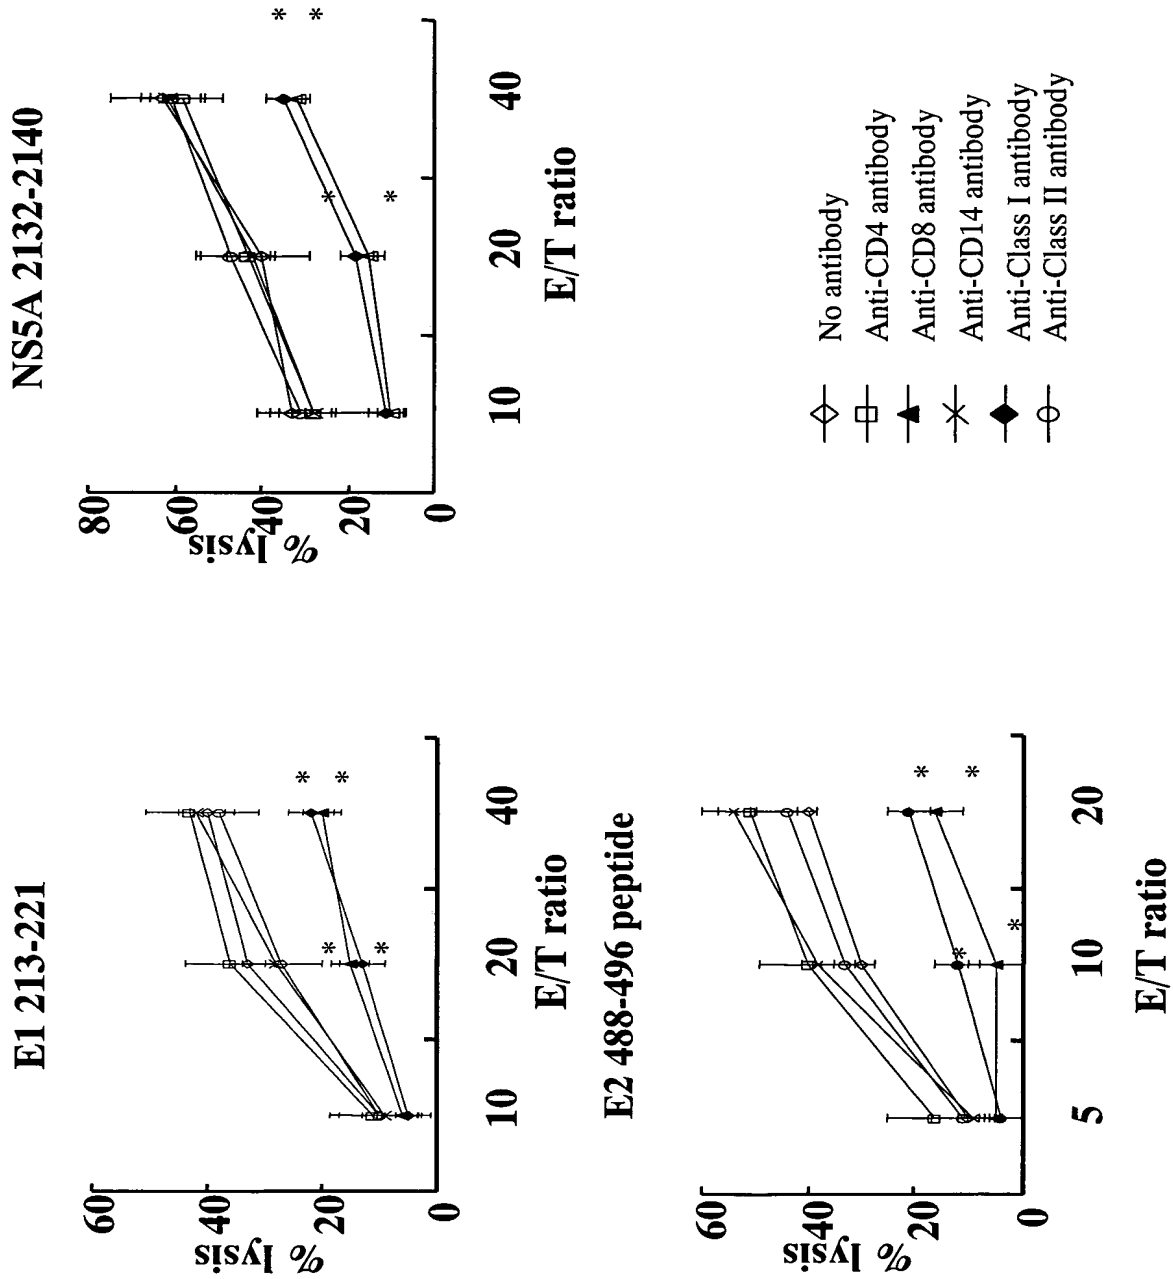 E1 213-221
60
40
20
0
% lysis
10
20
40
E/T ratio
*
*
*
*
NS5A 2132-2140
80
60
40
20
0
% lysis
10
20
40
E/T ratio
*
*
*
*
E2 488-496 peptide
60
40
20
0
% lysis
5
10
20
E/T ratio
*
*
*
*
No antibody
Anti-CD4 antibody
Anti-CD8 antibody
Anti-CD14 antibody
Anti-Class I antibody
Anti-Class II antibody